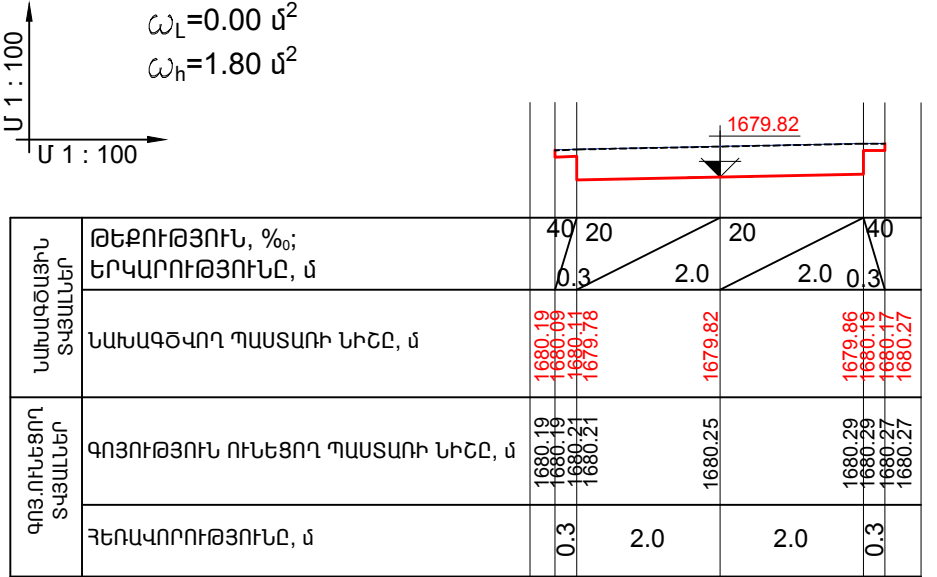 ωL=0.00 մ²
ωh=1.80 մ²
Մ 1 : 100
Մ 1 : 100
1679.82
ՆԱԽԱԳԾԱՅԻՆ
ՏՎՅԱԼՆԵՐ
ԹԵՔՈՒԹՅՈՒՆ, %₀;
ԵՐԿԱՐՈՒԹՅՈՒՆԸ, մ
40 20 20 40
0.3 2.0 2.0 0.3
ՆԱԽԱԳԾՎՈՂ ՊԱՍՏԱՌԻ ՆԻՇԸ, մ
1680.19 1680.09 1680.11 1679.78 1679.82 1679.86 1680.19 1680.17 1680.27
ԳՈՅ.ՈՒՆԵՑՈՂ
ՏՎՅԱԼՆԵՐ
ԳՈՅՈՒԹՅՈՒՆ ՈՒՆԵՑՈՂ ՊԱՍՏԱՌԻ ՆԻՇԸ, մ
1680.19 1680.19 1680.21 1680.21 1680.25 1680.29 1680.29 1680.27 1680.27
ՀԵՌԱՎՈՐՈՒԹՅՈՒՆԸ, մ
0.3 2.0 2.0 0.3